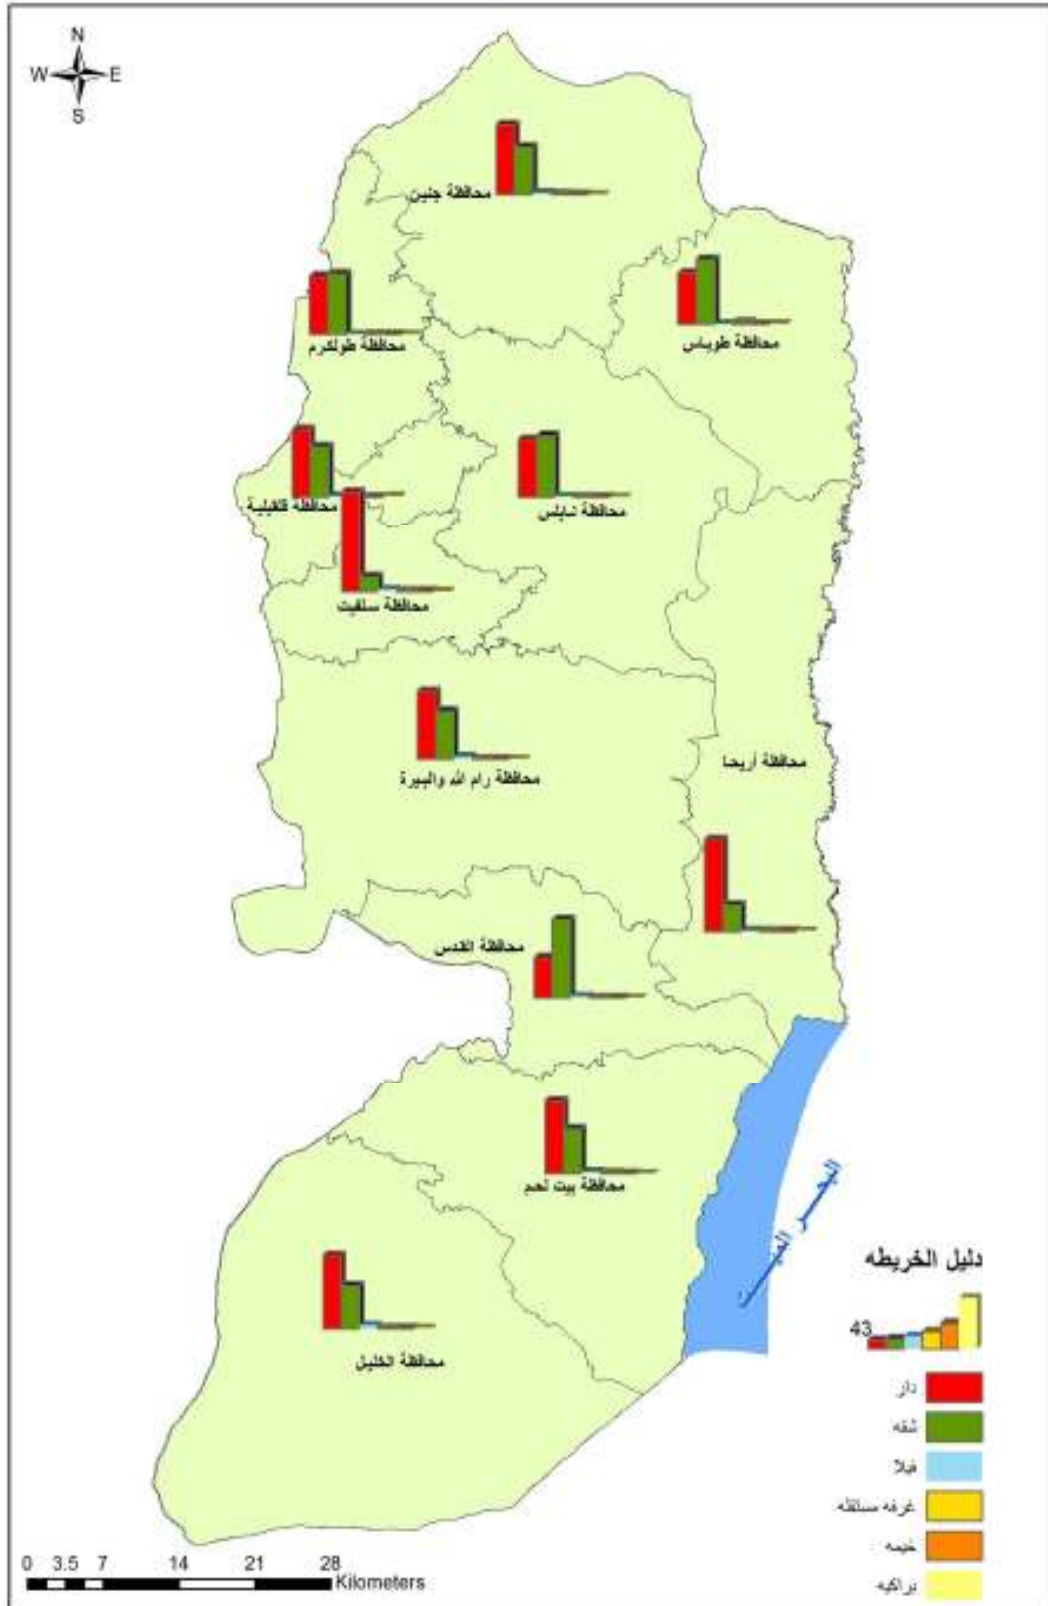 N
W E
S
محافظة جنين
محافظة طولكرم
محافظة طوباس
محافظة قلقيلية
محافظة نابلس
محافظة سلفيت
محافظة رام الله والبيرة
محافظة أريحا
محافظة القدس
محافظة بيت لحم
محافظة الخليل
البحر الميت
دليل الخريطه
43
دار
شقه
فيلا
غرفه مستقله
خيمه
براكيه
0 3.5 7 14 21 28
Kilometers